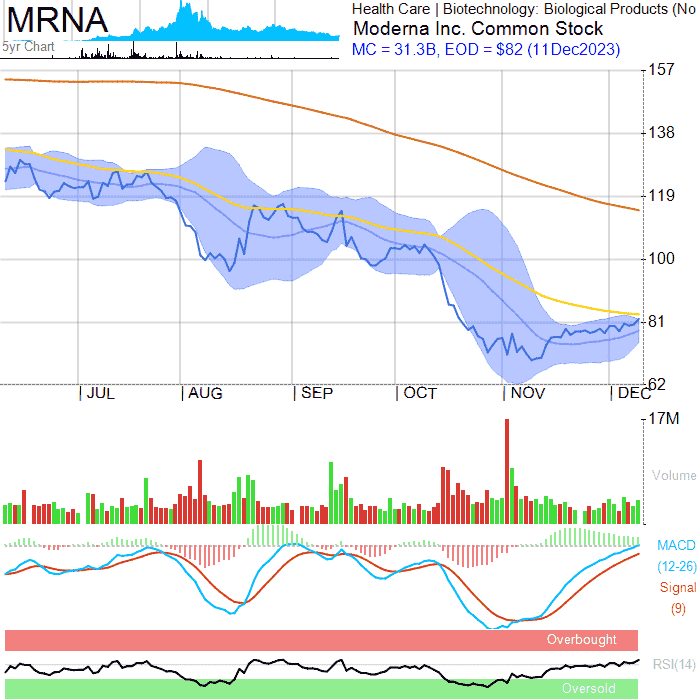 MRNA
5yr Chart
Health Care | Biotechnology: Biological Products (No
Moderna Inc. Common Stock
MC = 31.3B, EOD = $82 (11Dec2023)
157
138
119
100
81
62
| JUL | AUG | SEP | OCT | NOV | DEC
17M
Volume
MACD
(12-26)
Signal
(9)
Overbought
RSI(14)
Oversold